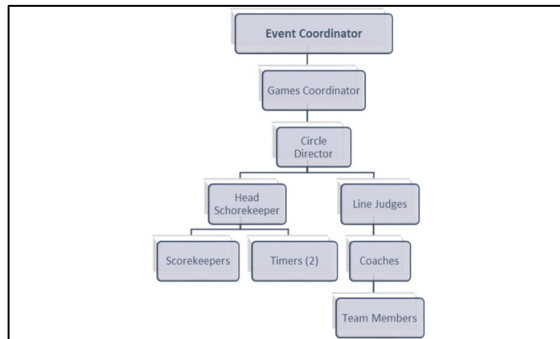 Event Coordinator
Games Coordinator
Circle
Director
Head
Schorekeeper
Line Judges
Scorekeepers
Timers (2)
Coaches
Team Members